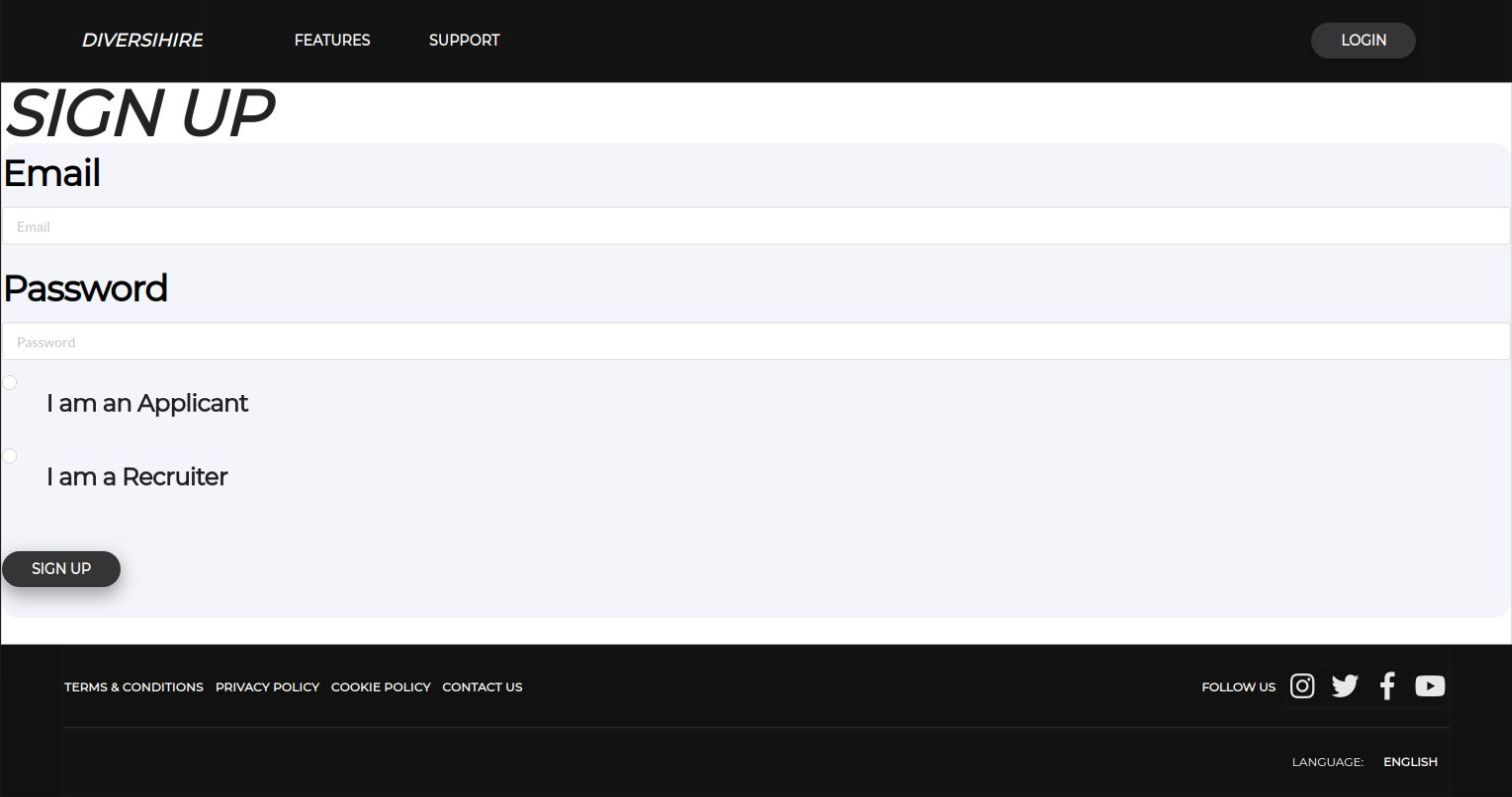 DIVERSIHIRE FEATURES SUPPORT LOGIN
SIGN UP
Email
Email
Password
Password
I am an Applicant
I am a Recruiter
SIGN UP
TERMS & CONDITIONS PRIVACY POLICY COOKIE POLICY CONTACT US FOLLOW US
LANGUAGE: ENGLISH